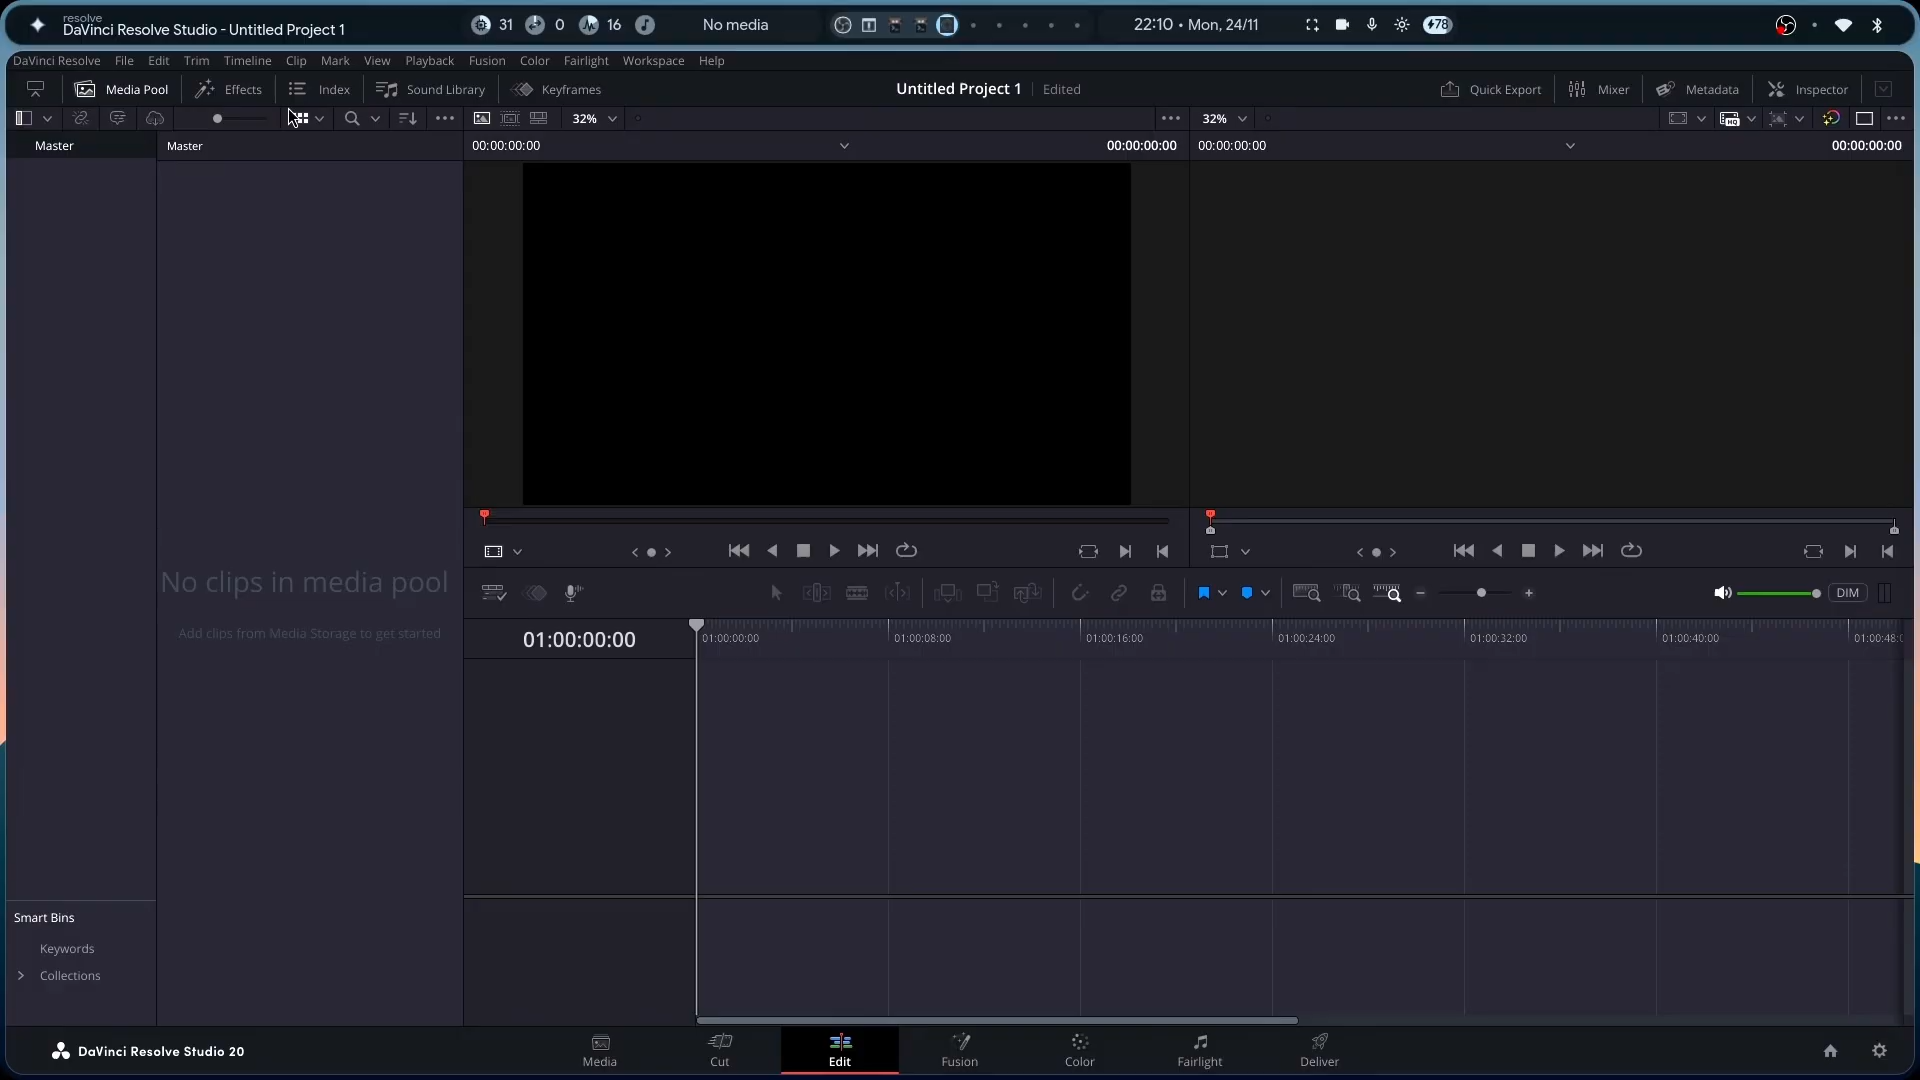 resolve
DaVinci Resolve Studio - Untitled Project 1
31
0
16
No media
22:10 • Mon, 24/11
78
DaVinci Resolve File Edit Trim Timeline Clip Mark View Playback Fusion Color Fairlight Workspace Help
Media Pool
Effects
Index
Sound Library
Keyframes
Untitled Project 1
Edited
Quick Export
Mixer
Metadata
Inspector
32%
32%
Master
Master
00:00:00:00
00:00:00:00
00:00:00:00
00:00:00:00
No clips in media pool
Add clips from Media Storage to get started
DIM
01:00:00:00
01:00:00:00
01:00:08:00
01:00:16:00
01:00:24:00
01:00:32:00
01:00:40:00
01:00:48:
Smart Bins
Keywords
Collections
DaVinci Resolve Studio 20
Media
Cut
Edit
Fusion
Color
Fairlight
Deliver